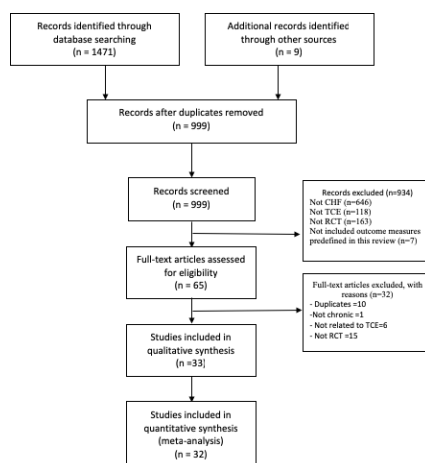 Records identified through
database searching
(n = 1471)
Additional records identified
through other sources
(n = 9)
Records after duplicates removed
(n = 999)
Records screened
(n = 999)
Records excluded (n=934)
Not CHF (n=646)
Not TCE (n=118)
Not RCT (n=163)
Not included outcome measures
predefined in this review (n=7)
Full-text articles assessed
for eligibility
(n = 65)
Full-text articles excluded, with
reasons (n=32)
- Duplicates =10
-Not chronic =1
- Not related to TCE=6
- Not RCT =15
Studies included in
qualitative synthesis
(n =33)
Studies included in
quantitative synthesis
(meta-analysis)
(n = 32)